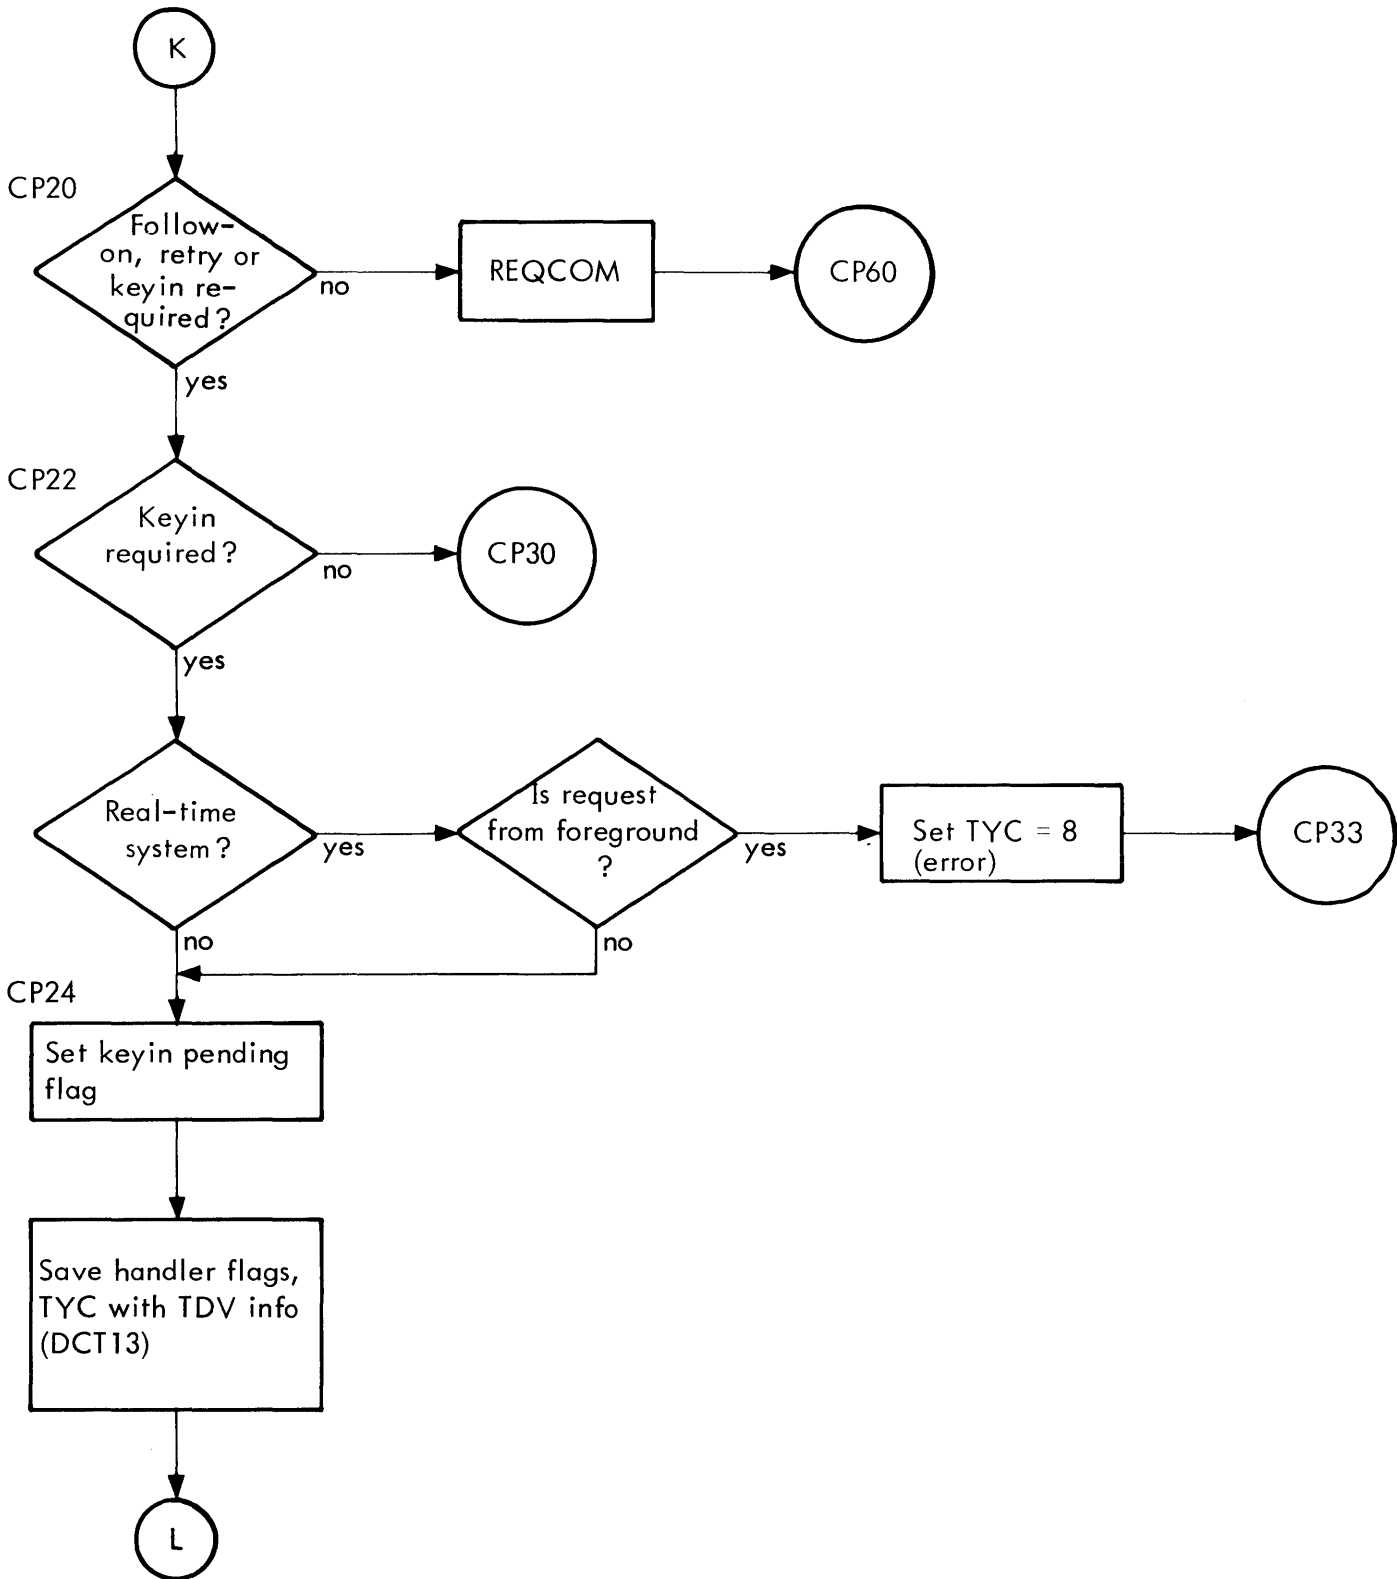 K
CP20
Follow-
on, retry or
keyin re-
quired?
no
REQCOM
CP60
yes
CP22
Keyin
required?
no
CP30
yes
Real-time
system?
yes
Is request
from foreground
?
yes
Set TYC = 8
(error)
CP33
no
no
CP24
Set keyin pending
flag
Save handler flags,
TYC with TDV info
(DCT13)
L